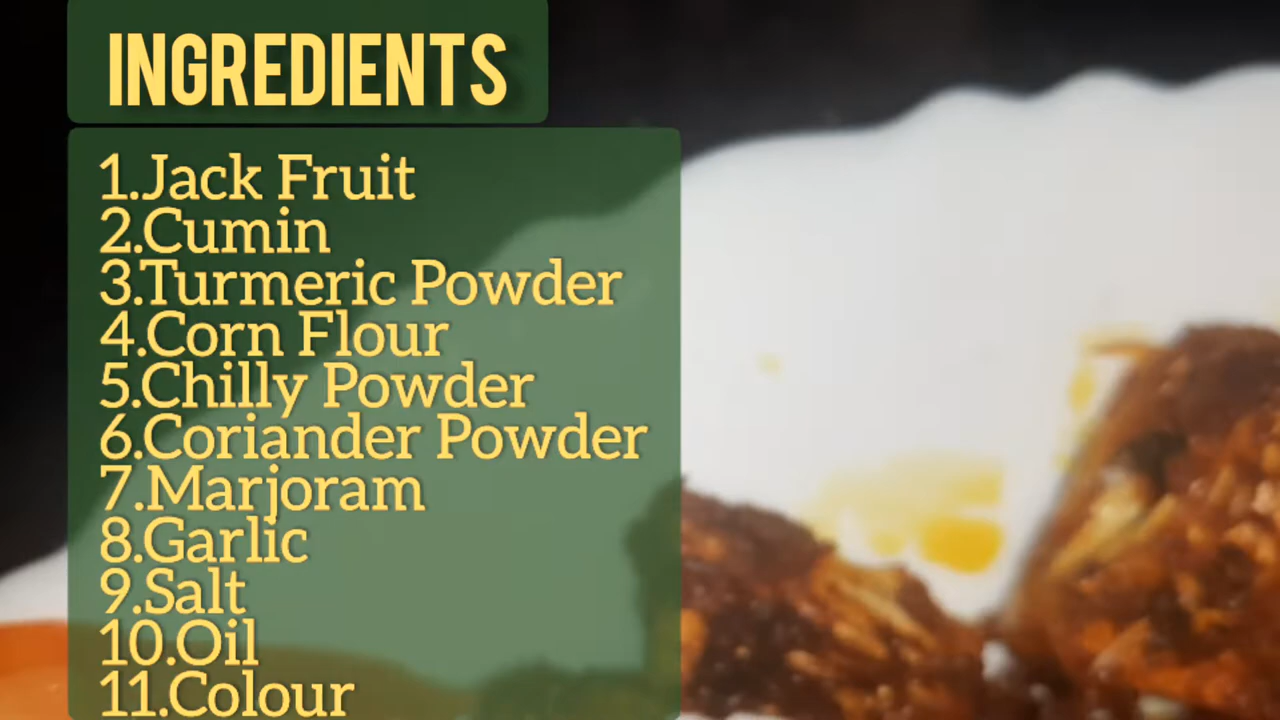 INGREDIENTS
1.Jack Fruit
2.Cumin
3.Turmeric Powder
4.Corn Flour
5.Chilly Powder
6.Coriander Powder
7.Marjoram
8.Garlic
9.Salt
10.Oil
11.Colour